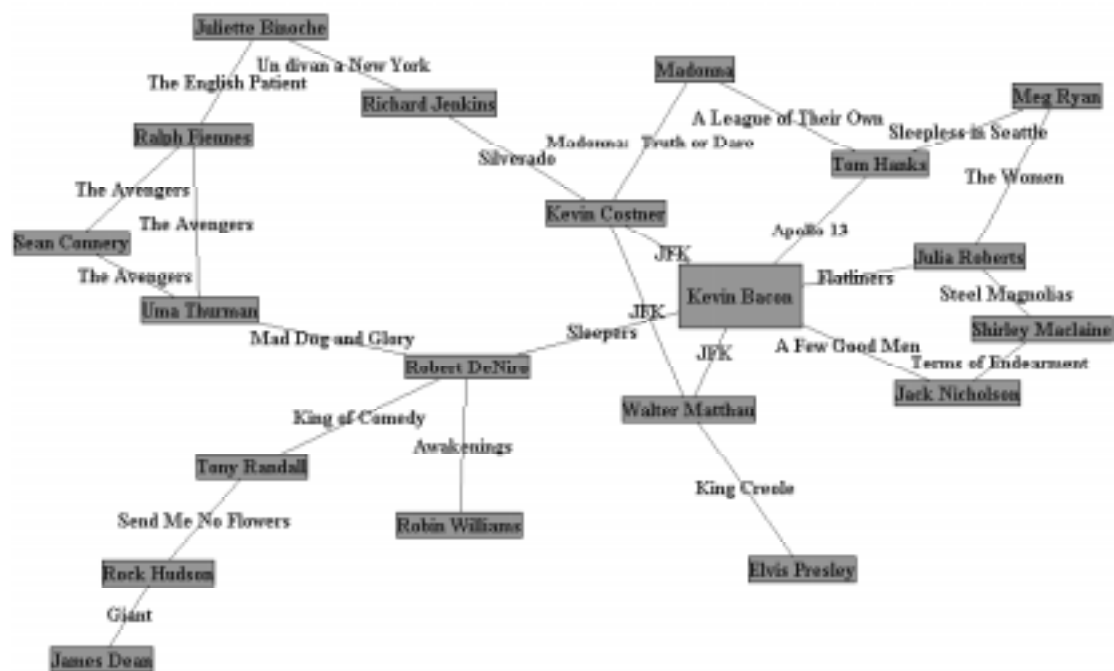 Juliette Binoche
Un divan a New York
The English Patient
Madonna
Richard Jenkins
Meg Ryan
A League of Their Own
Ralph Fiennes
Sleepless in Seattle
Madonna: Truth or Dare
Silverado
Tom Hanks
The Women
The Avengers
Kevin Costner
The Avengers
Apollo 13
Sean Connery
JFK
Julia Roberts
The Avengers
Flatliners
Kevin Bacon
Steel Magnolias
Uma Thurman
JFK
Shirley Maclaine
Mad Dog and Glory
Sleepers
A Few Good Men
JFK
Robert DeNiro
Terms of Endearment
Jack Nicholson
Walter Matthau
King of Comedy
Awakenings
Tony Randall
King Creole
Send Me No Flowers
Robin Williams
Rock Hudson
Elvis Presley
Giant
James Dean